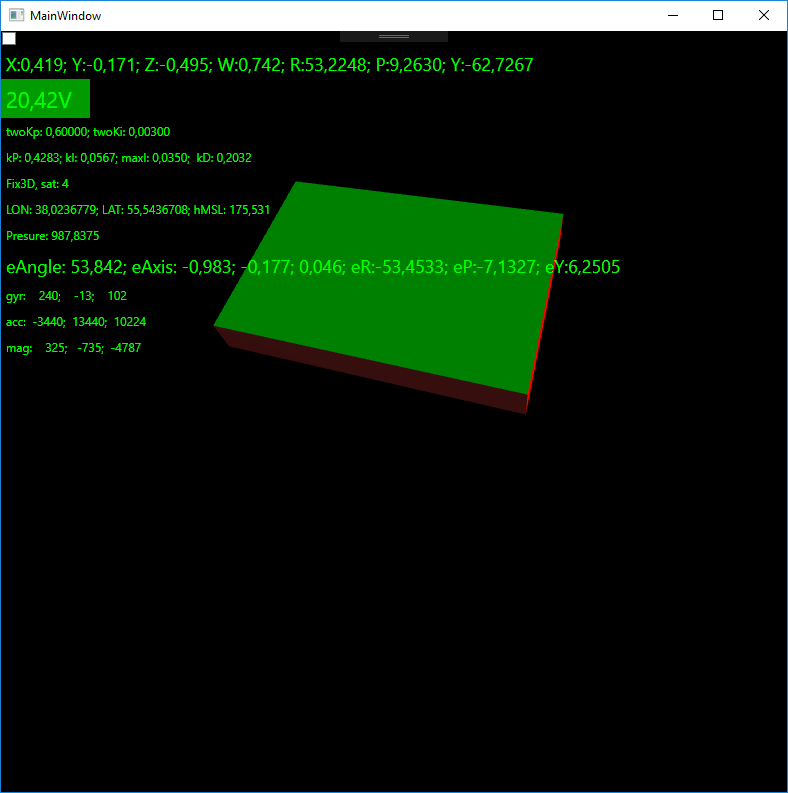 MainWindow
X:0,419; Y:-0,171; Z:-0,495; W:0,742; R:53,2248; P:9,2630; Y:-62,7267
20,42V
twoKp: 0,60000; twoKi: 0,00300
kP: 0,4283; kI: 0,0567; maxI: 0,0350;  kD: 0,2032
Fix3D, sat: 4
LON: 38,0236779; LAT: 55,5436708; hMSL: 175,531
Presure: 987,8375
eAngle: 53,842; eAxis: -0,983; -0,177; 0,046; eR:-53,4533; eP:-7,1327; eY:6,2505
gyr:    240;    -13;    102
acc:  -3440;  13440;  10224
mag:    325;   -735;  -4787